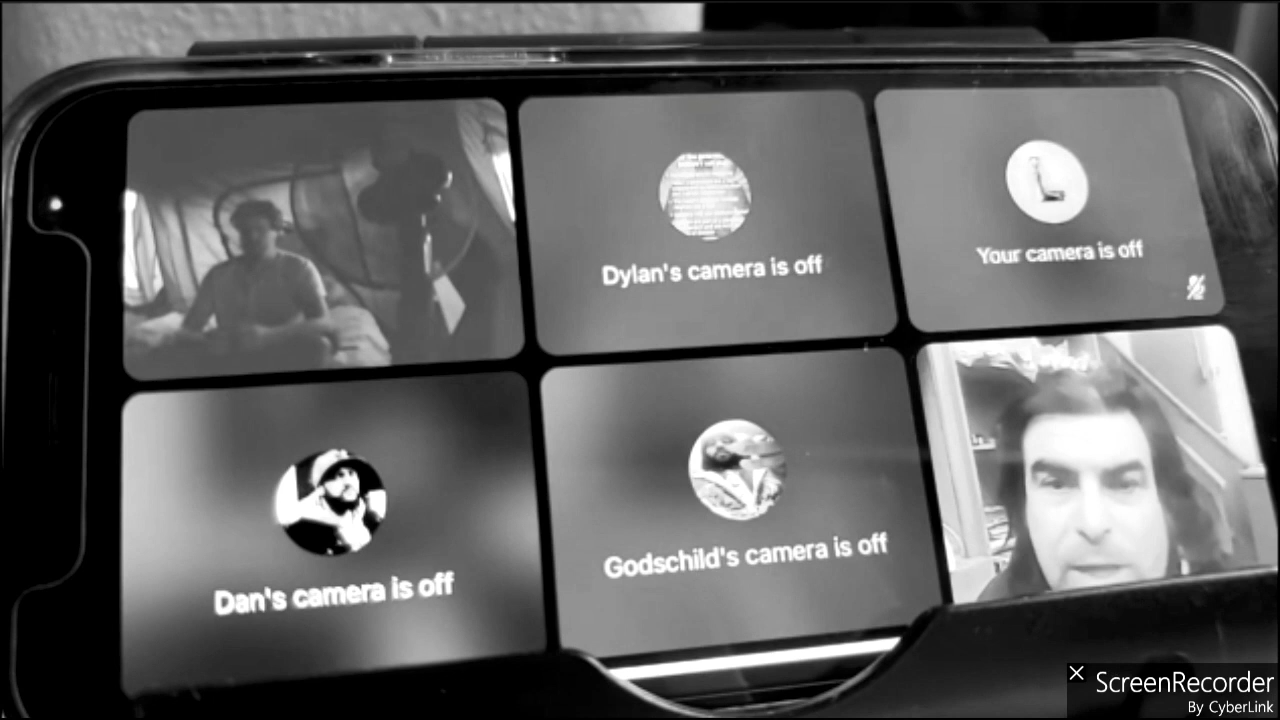 Dylan's camera is off
Your camera is off
Dan's camera is off
Godschild's camera is off
ScreenRecorder
By CyberLink